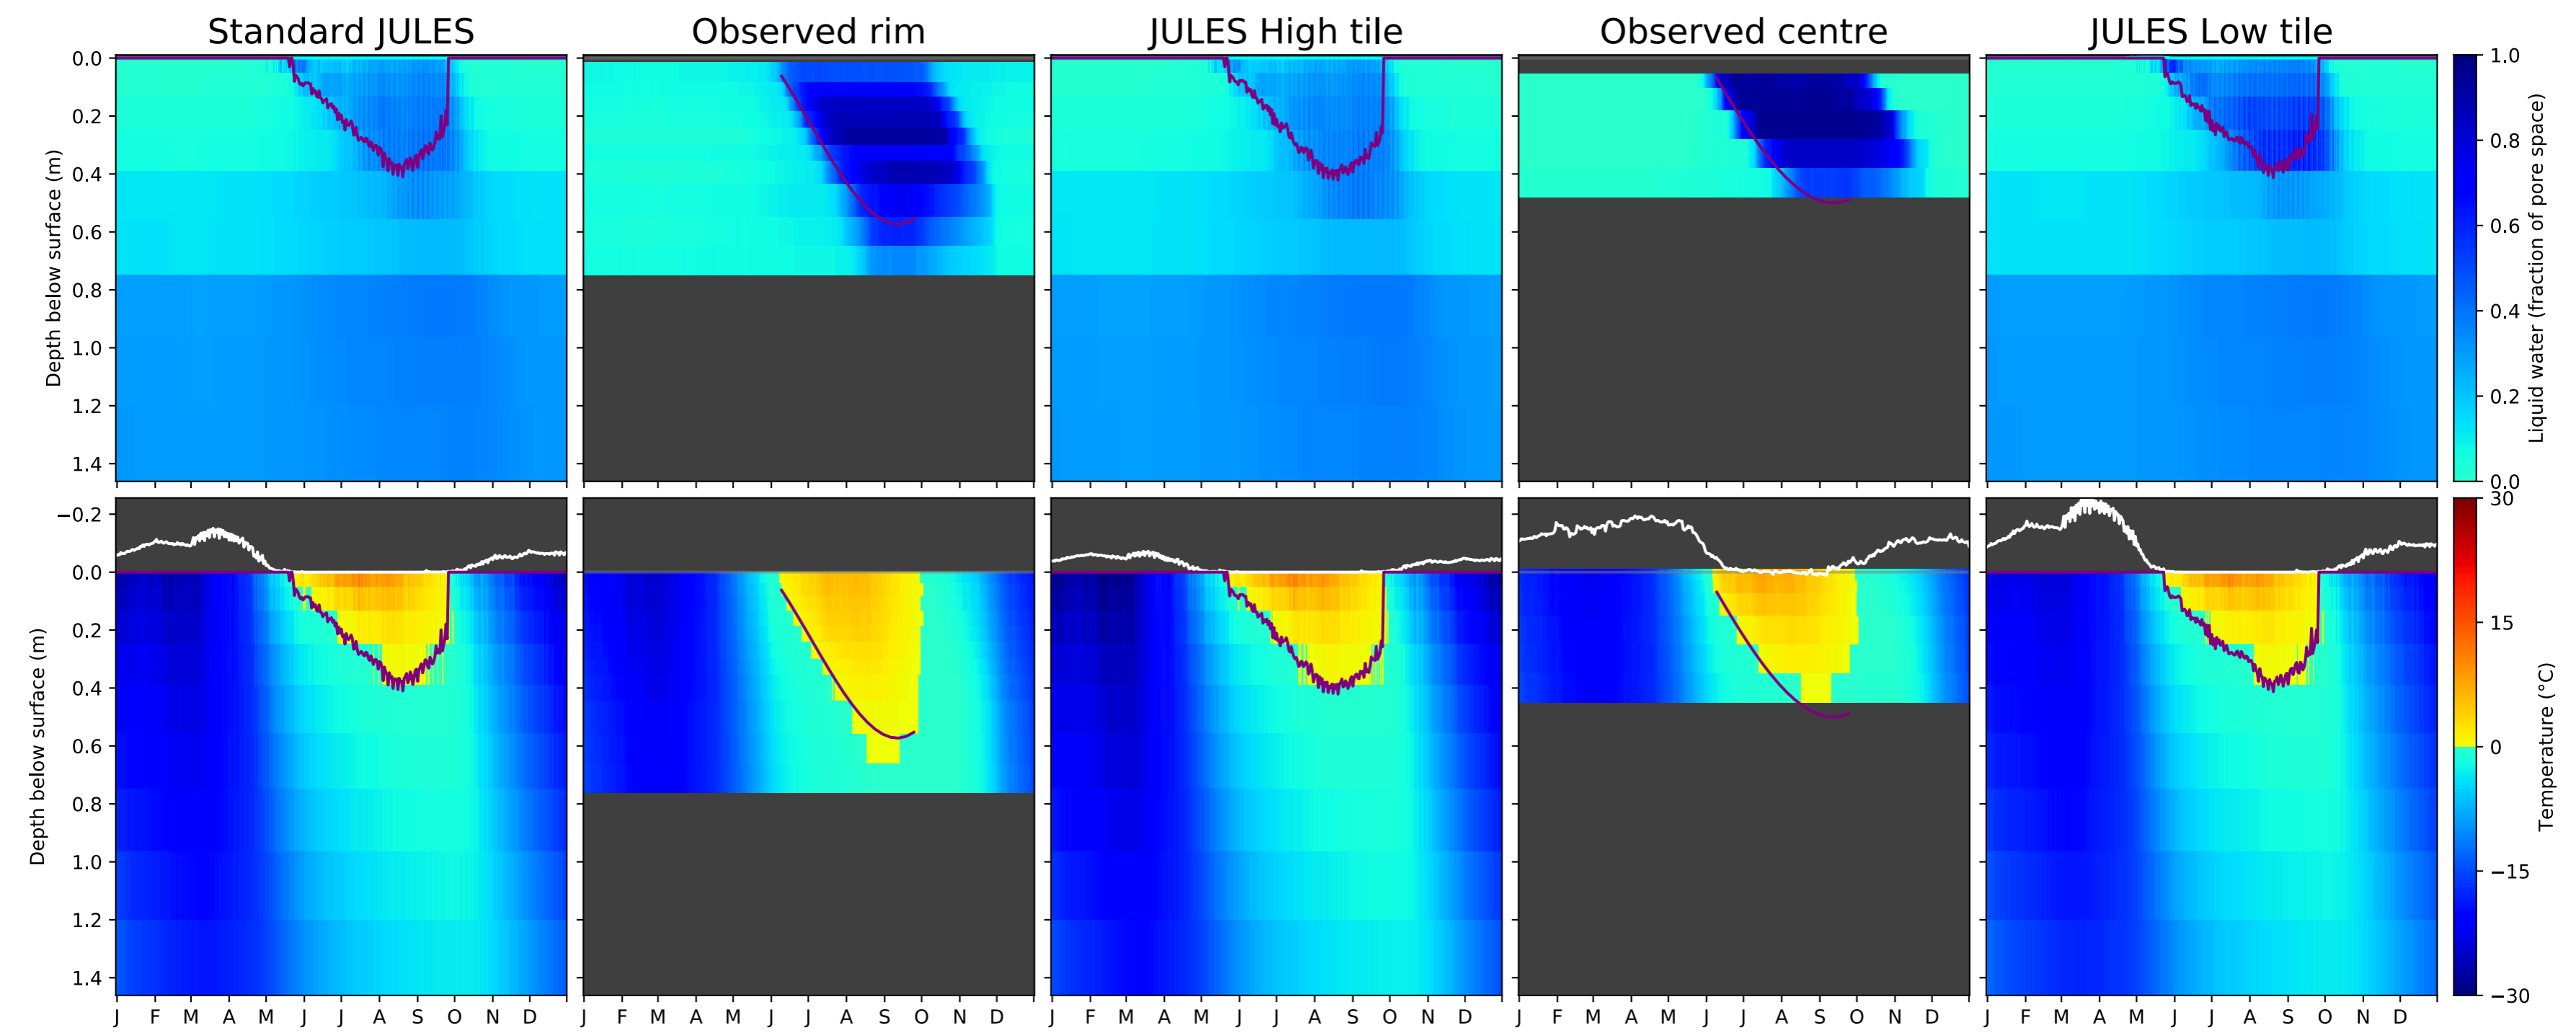 Standard JULES Observed rim JULES High tile Observed centre JULES Low tile
Depth below surface (m)
0.0
0.2
0.4
0.6
0.8
1.0
1.2
1.4
Liquid water (fraction of pore space)
1.0
0.8
0.6
0.4
0.2
0.0
Depth below surface (m)
−0.2
0.0
0.2
0.4
0.6
0.8
1.0
1.2
1.4
Temperature (°C)
30
15
0
−15
−30
J F M A M J J A S O N D
J F M A M J J A S O N D
J F M A M J J A S O N D
J F M A M J J A S O N D
J F M A M J J A S O N D